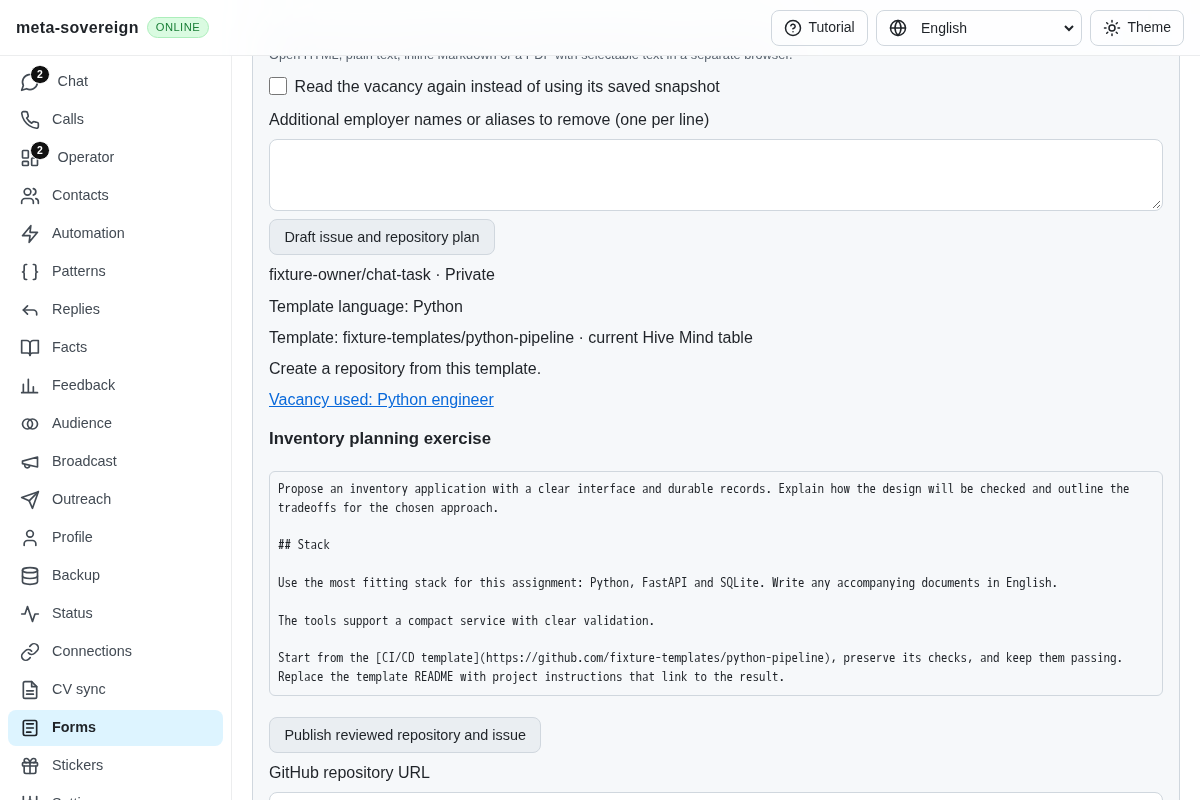 meta-sovereign ONLINE Tutorial English Theme
2 Chat
Calls
2 Operator
Contacts
Automation
Patterns
Replies
Facts
Feedback
Audience
Broadcast
Outreach
Profile
Backup
Status
Connections
CV sync
Forms
Stickers
Read the vacancy again instead of using its saved snapshot
Additional employer names or aliases to remove (one per line)
Draft issue and repository plan
fixture-owner/chat-task · Private
Template language: Python
Template: fixture-templates/python-pipeline · current Hive Mind table
Create a repository from this template.
Vacancy used: Python engineer
Inventory planning exercise
Propose an inventory application with a clear interface and durable records. Explain how the design will be checked and outline the
tradeoffs for the chosen approach.
## Stack
Use the most fitting stack for this assignment: Python, FastAPI and SQLite. Write any accompanying documents in English.
The tools support a compact service with clear validation.
Start from the [CI/CD template](https://github.com/fixture-templates/python-pipeline), preserve its checks, and keep them passing.
Replace the template README with project instructions that link to the result.
Publish reviewed repository and issue
GitHub repository URL